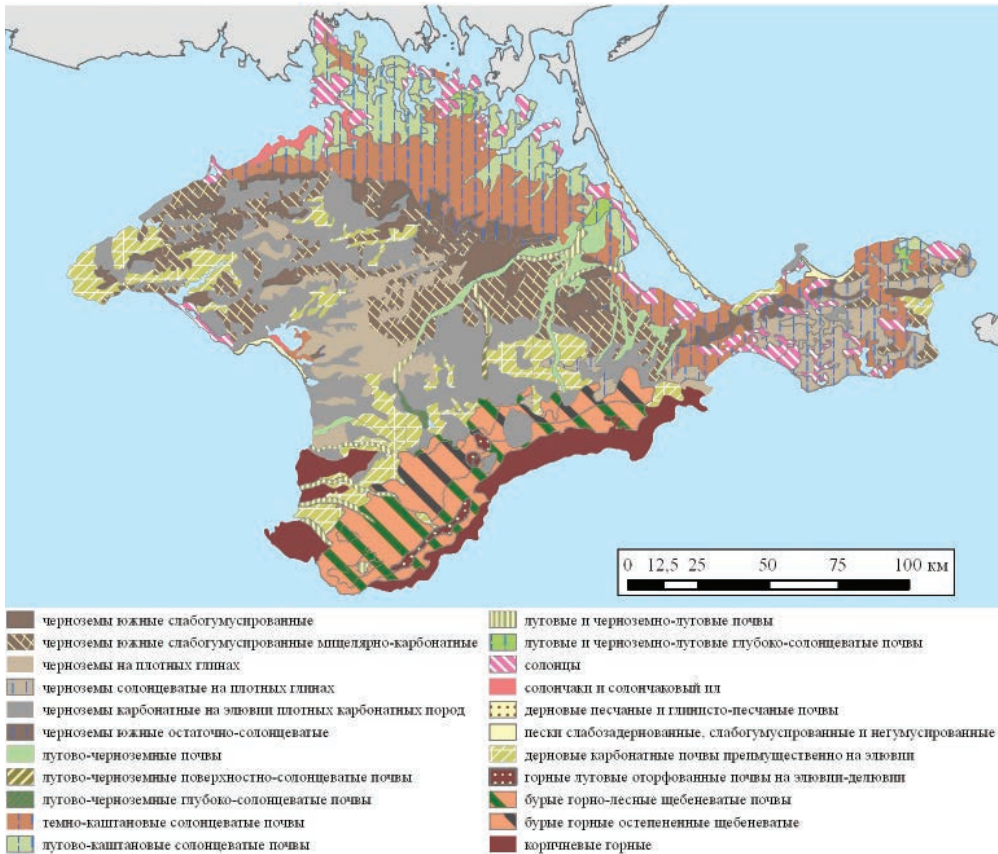 0 12,5 25 50 75 100 км
черноземы южные слабогумусированные
черноземы южные слабогумусированные мицелярно-карбонатные
черноземы на плотных глинах
черноземы солонцеватые на плотных глинах
черноземы карбонатные на элювии плотных карбонатных пород
черноземы южные остаточно-солонцеватые
лугово-черноземные почвы
лугово-черноземные поверхностно-солонцеватые почвы
лугово-черноземные глубоко-солонцеватые почвы
темно-каштановые солонцеватые почвы
лугово-каштановые солонцеватые почвы
луговые и черноземно-луговые почвы
луговые и черноземно-луговые глубоко-солонцеватые почвы
солонцы
солончаки и солончаковый ил
дерновые песчаные и глинисто-песчаные почвы
пески слабозадернованные, слабогумусированные и негумусированные
дерновые карбонатные почвы преимущественно на элювии
горные луговые оторфованные почвы на элювии-делювии
бурые горно-лесные щебеневатые почвы
бурые горные остепненные щебеневатые
коричневые горные